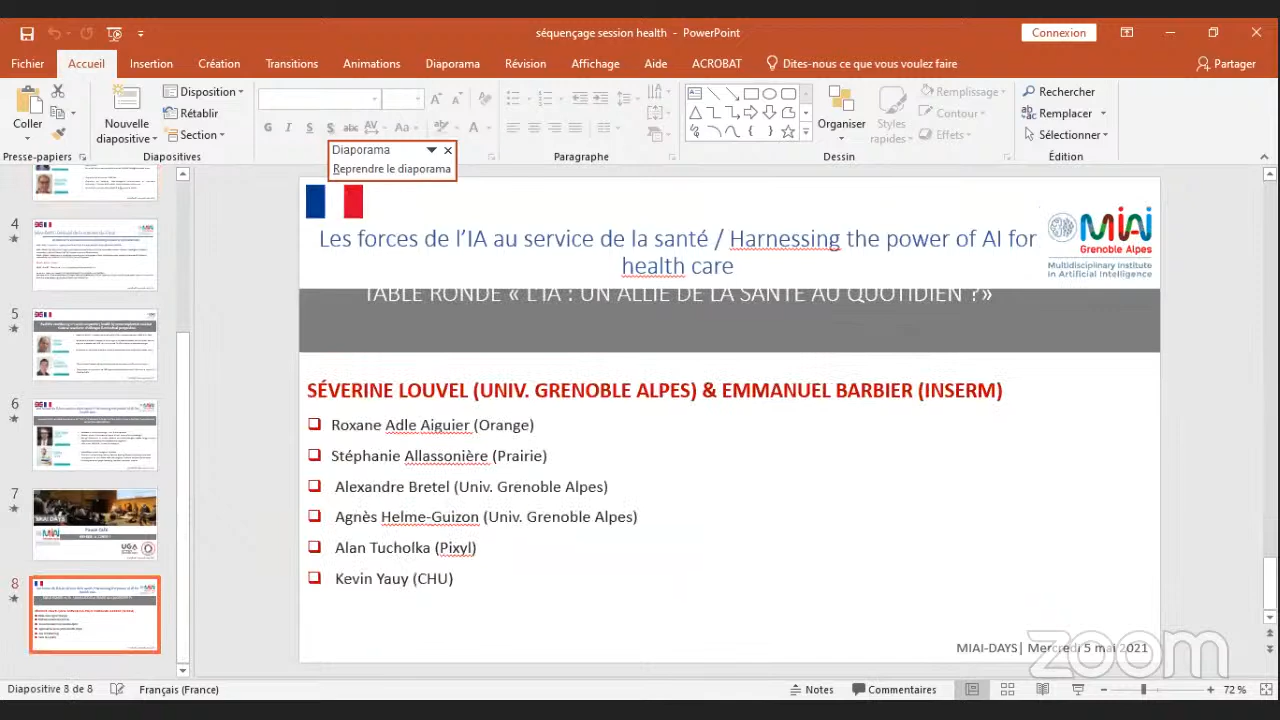 séquençage session health - PowerPoint
Connexion
Fichier
Accueil
Insertion
Création
Transitions
Animations
Diaporama
Révision
Affichage
Aide
ACROBAT
Dites-nous ce que vous voulez faire
Partager
Coller
Nouvelle
diapositive
Disposition
Rétablir
Section
Organiser
Styles
rapides
Remplissage
Contour
Effets
Rechercher
Remplacer
Sélectionner
Presse-papiers
Diapositives
Paragraphe
Dessin
Édition
Diaporama
Reprendre le diaporama
4
5
6
7
8
MIAI DAYS
UGA
Les forces de l'IA au service de la santé / Harnessing the power of AI for
health care
MIAI
Grenoble Alpes
Multidisciplinary Institute
in Artificial Intelligence
TABLE RONDE « L'IA : UN ALLIE DE LA SANTE AU QUOTIDIEN ?»
SÉVERINE LOUVEL (UNIV. GRENOBLE ALPES) & EMMANUEL BARBIER (INSERM)
Roxane Adle Aiguier (Orange)
Stéphanie Allassonière (Prairie)
Alexandre Bretel (Univ. Grenoble Alpes)
Agnès Helme-Guizon (Univ. Grenoble Alpes)
Alan Tucholka (Pixyl)
Kevin Yauy (CHU)
MIAI-DAYS| Mercredi 5 mai 2021
zoom
Diapositive 8 de 8
Français (France)
Notes
Commentaires
72 %